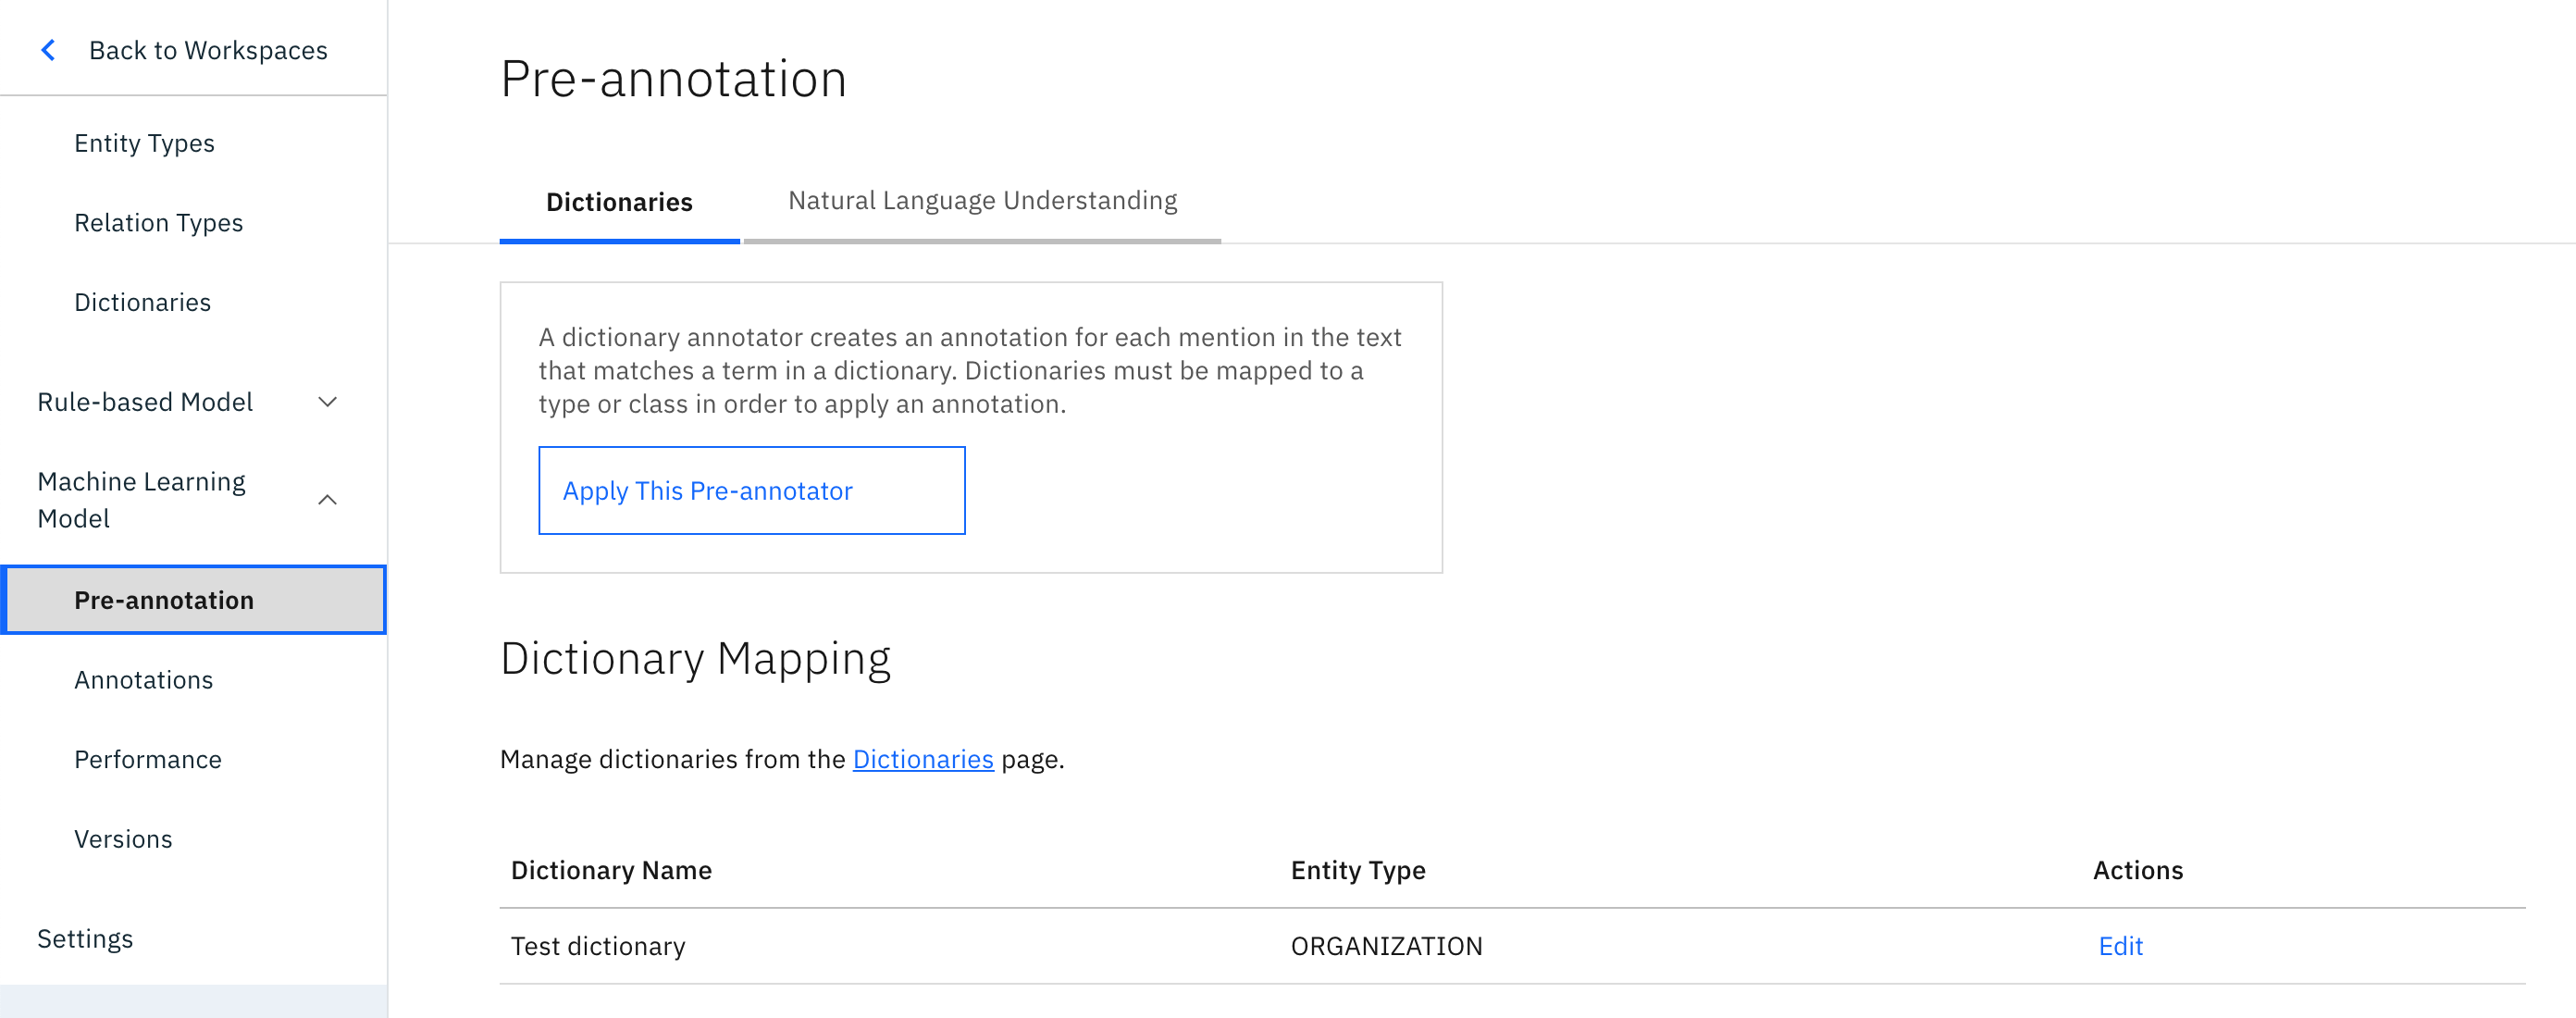 Back to Workspaces
Entity Types
Relation Types
Dictionaries
Rule-based Model
Machine Learning
Model
Pre-annotation
Annotations
Performance
Versions
Settings
Pre-annotation
Dictionaries
Natural Language Understanding
A dictionary annotator creates an annotation for each mention in the text
that matches a term in a dictionary. Dictionaries must be mapped to a
type or class in order to apply an annotation.
Apply This Pre-annotator
Dictionary Mapping
Manage dictionaries from the Dictionaries page.
Dictionary Name Entity Type Actions
Test dictionary ORGANIZATION Edit